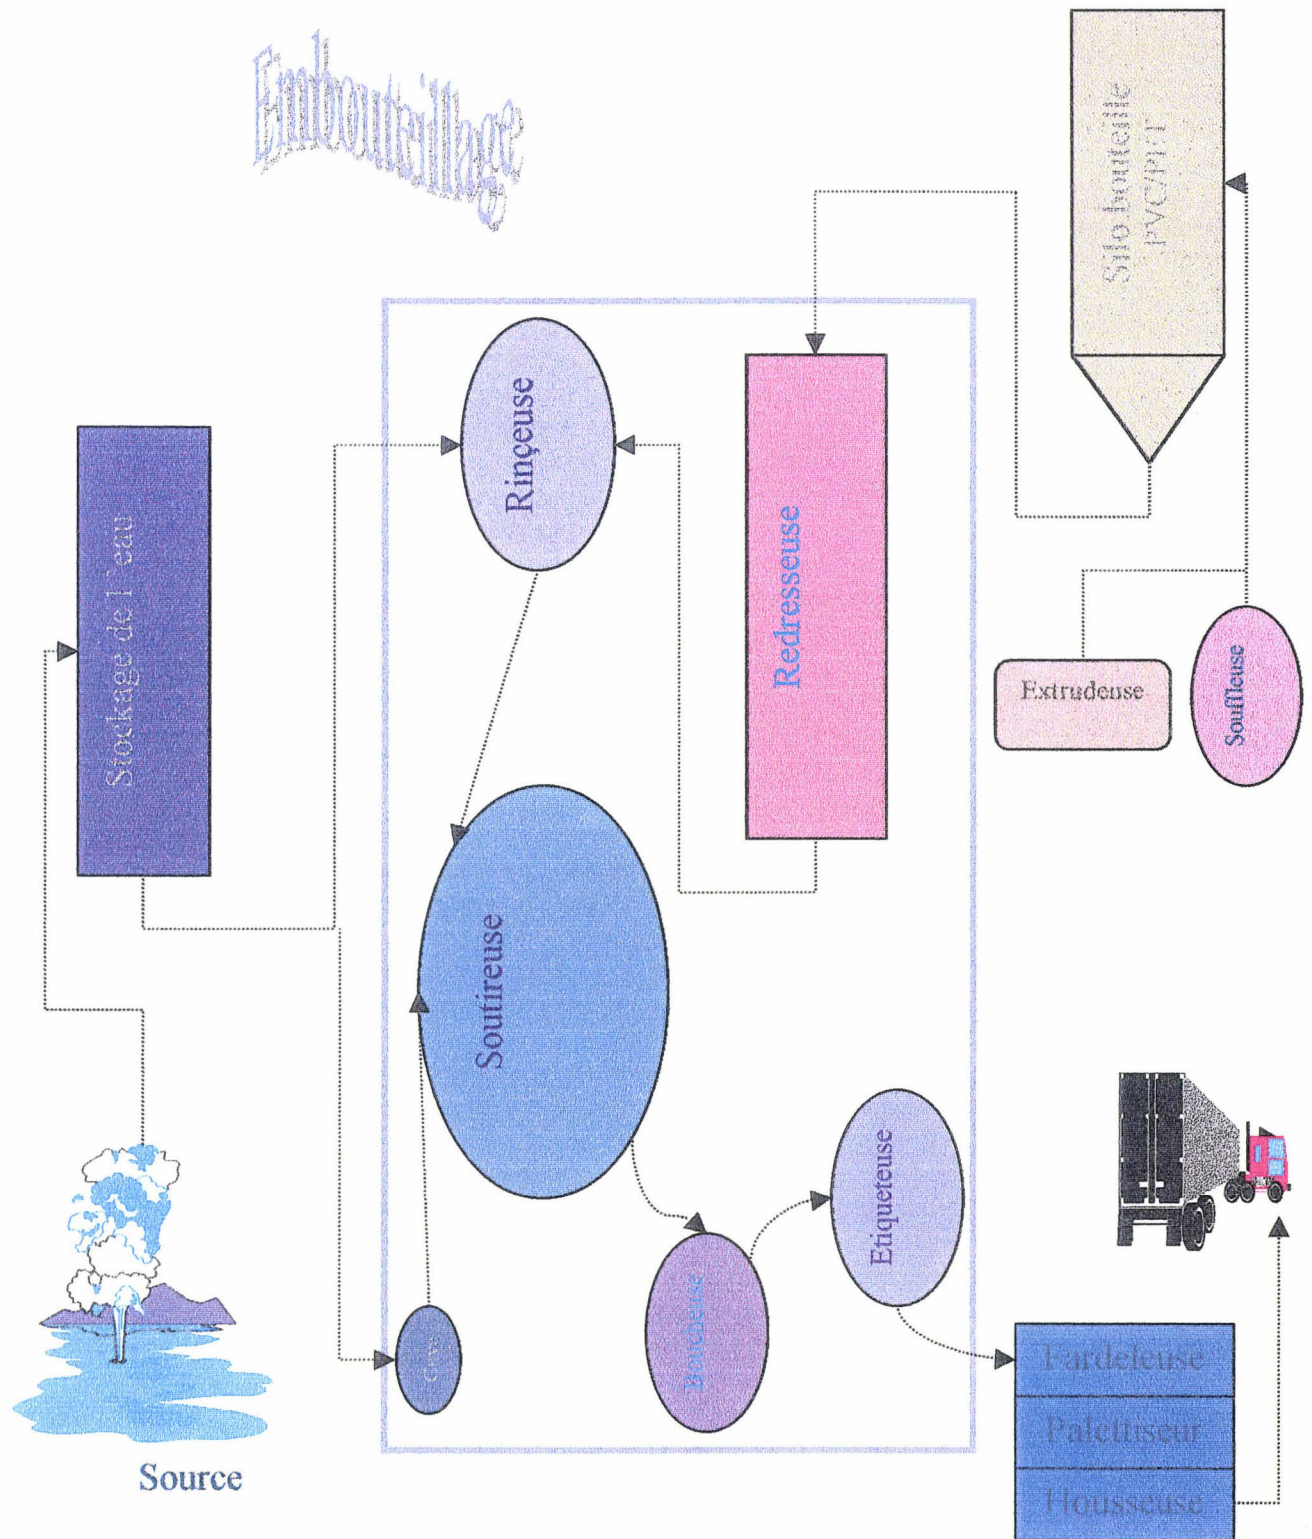 Embouteillage
Silo bouteille
PVC/PET
Rinçeuse
Stockage de l'eau
Redresseuse
Extrudeuse
Souffleuse
Soutireuse
Etiqueteuse
Boucheuse
Fardeleuse
Palettiseur
Housseuse
Source